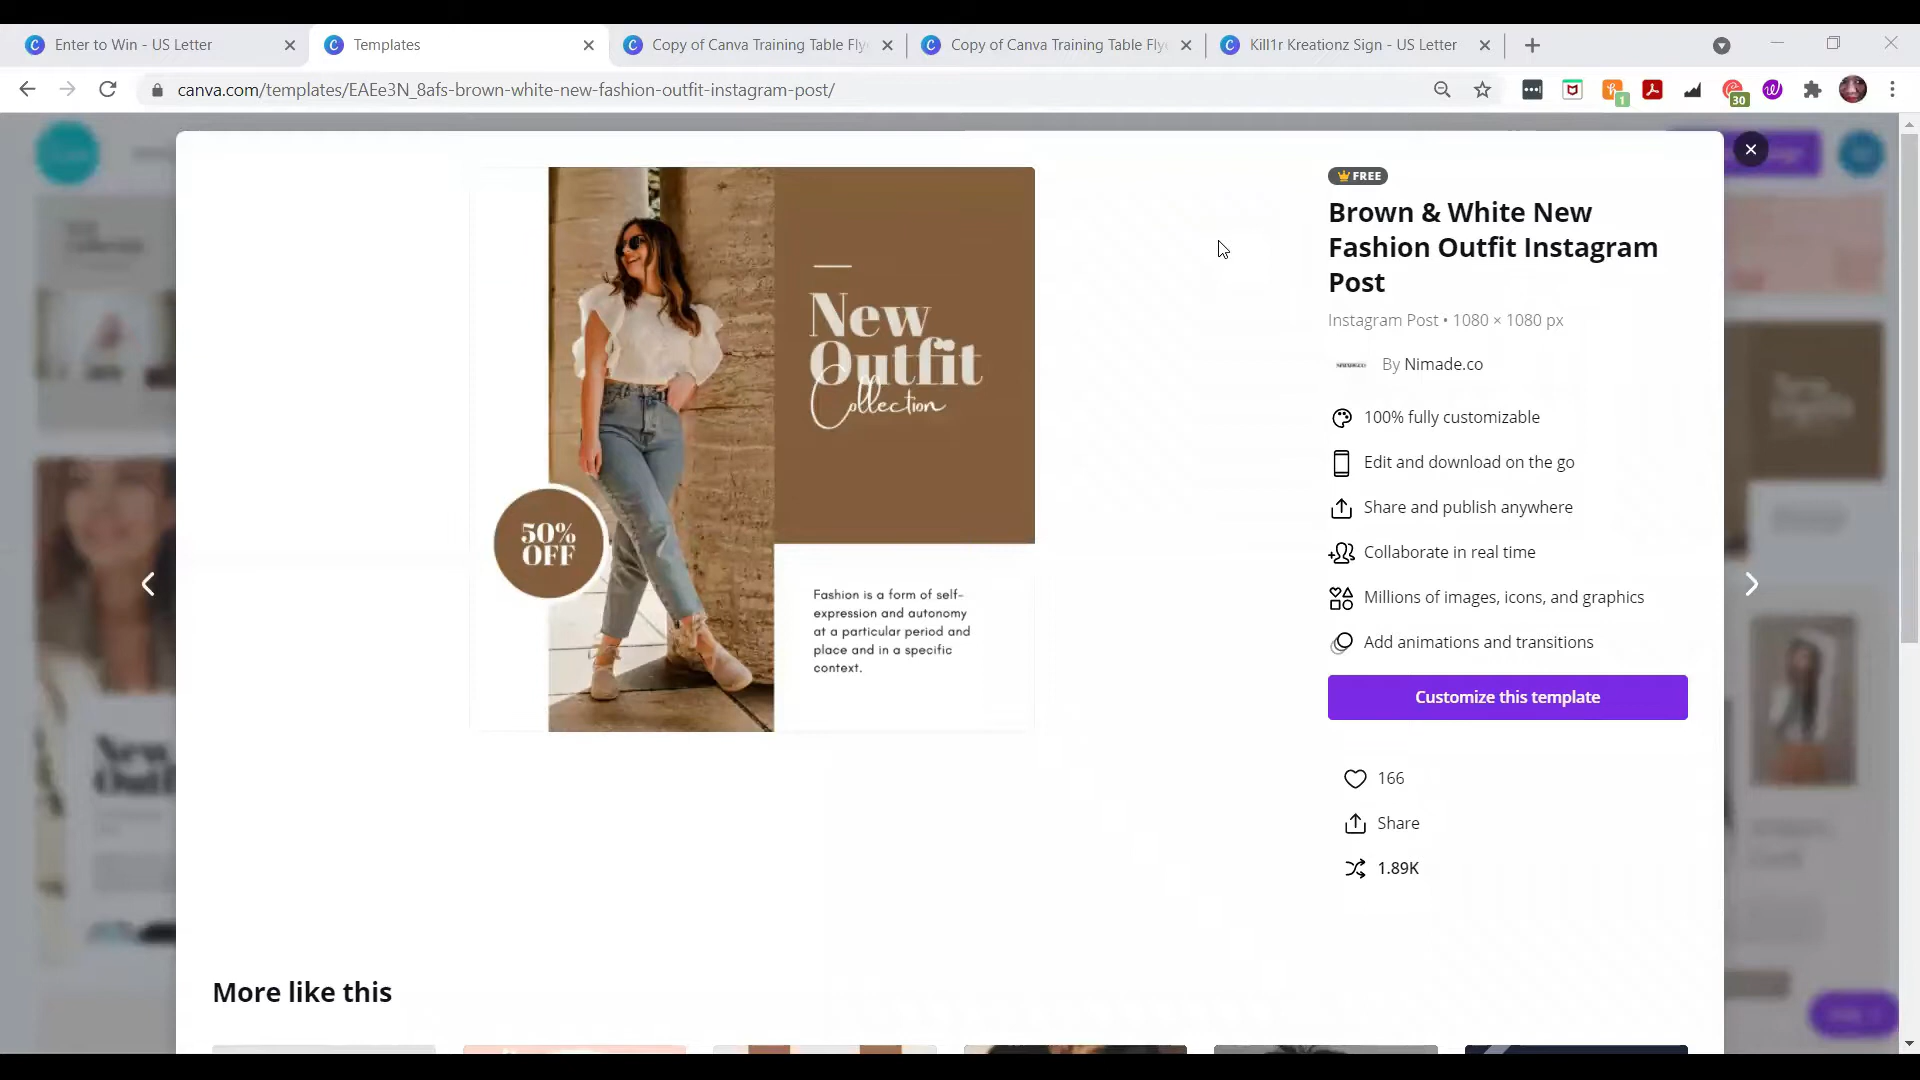 Enter to Win - US Letter
Templates
Copy of Canva Training Table Fly
Copy of Canva Training Table Flye
Kill1r Kreationz Sign - US Letter
canva.com/templates/EAEe3N_8afs-brown-white-new-fashion-outfit-instagram-post/
1
30
FREE
Brown & White New
Fashion Outfit Instagram
Post
Instagram Post • 1080 × 1080 px
By Nimade.co
100% fully customizable
Edit and download on the go
Share and publish anywhere
Collaborate in real time
Millions of images, icons, and graphics
Add animations and transitions
Customize this template
166
Share
1.89K
New
Outfit
Collection
50%
OFF
Fashion is a form of self-
expression and autonomy
at a particular period and
place and in a specific
context.
More like this